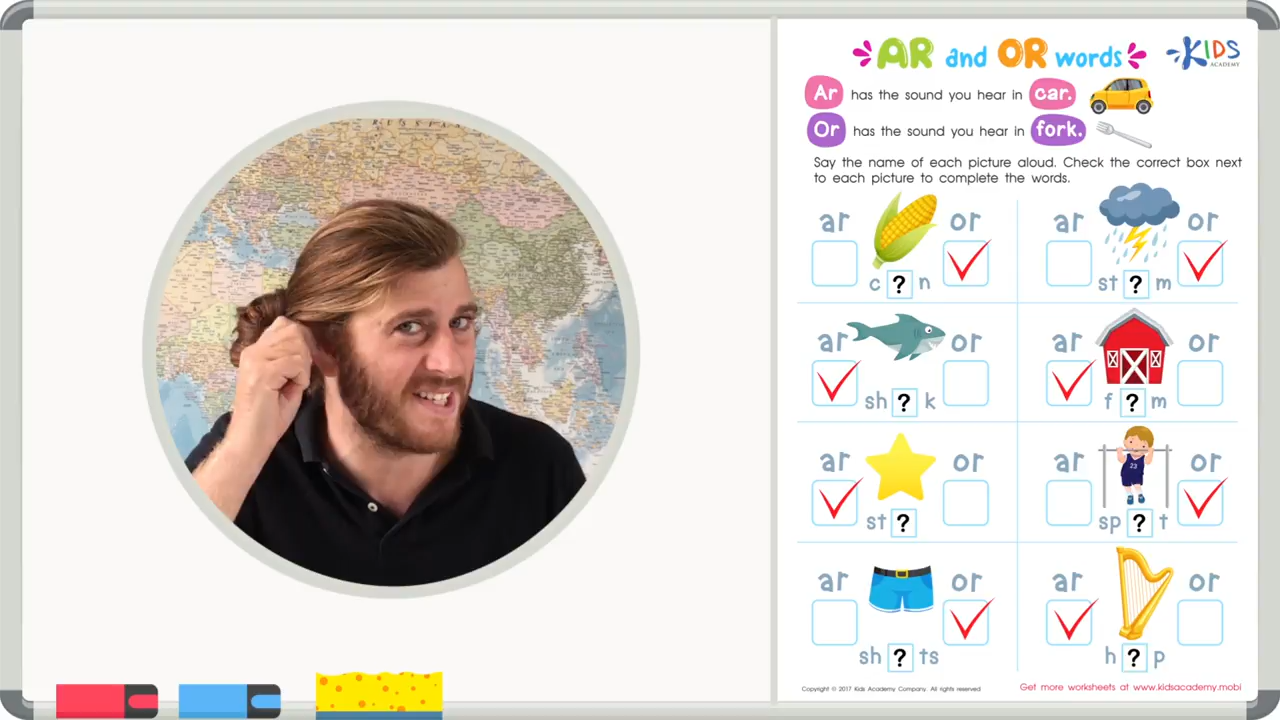 AR and OR words
KIDS
ACADEMY
Ar has the sound you hear in car.
Or has the sound you hear in fork.
Say the name of each picture aloud. Check the correct box next
to each picture to complete the words.
ar or
c ? n
ar or
st ? m
ar or
sh ? k
ar or
f ? m
ar or
st ?
ar or
23
sp ? t
ar or
sh ? ts
ar or
h ? p
Copyright © 2017 Kids Academy Company. All rights reserved
Get more worksheets at www.kidsacademy.mobi